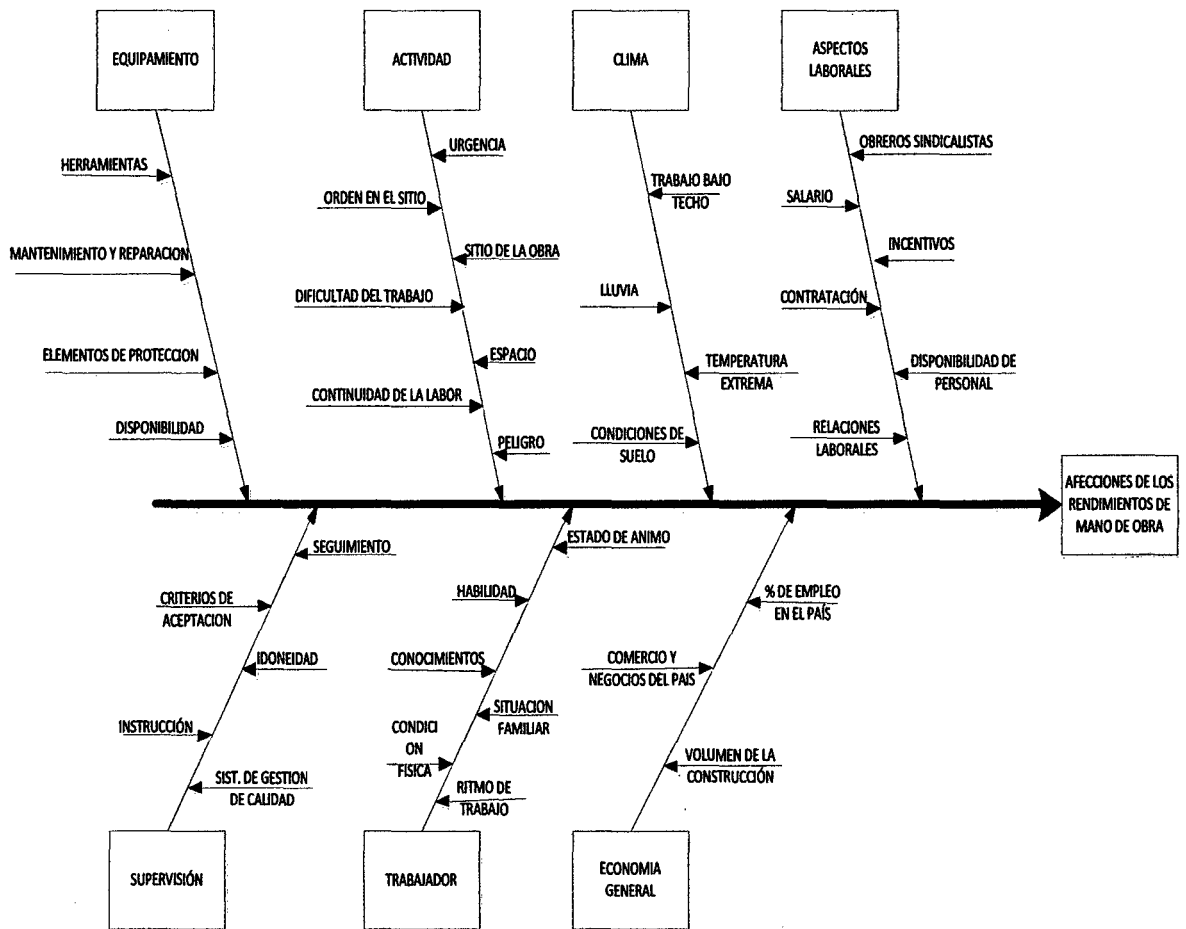 EQUIPAMIENTO
ACTIVIDAD
CLIMA
ASPECTOS
LABORALES
HERRAMIENTAS
MANTENIMIENTO Y REPARACION
ELEMENTOS DE PROTECCION
DISPONIBILIDAD
URGENCIA
ORDEN EN EL SITIO
SITIO DE LA OBRA
DIFICULTAD DEL TRABAJO
ESPACIO
CONTINUIDAD DE LA LABOR
PELIGRO
TRABAJO BAJO
TECHO
LLUVIA
TEMPERATURA
EXTREMA
CONDICIONES DE
SUELO
OBREROS SINDICALISTAS
SALARIO
INCENTIVOS
CONTRATACIÓN
DISPONIBILIDAD DE
PERSONAL
RELACIONES
LABORALES
AFECCIONES DE LOS
RENDIMIENTOS DE
MANO DE OBRA
SEGUIMIENTO
CRITERIOS DE
ACEPTACION
IDONEIDAD
INSTRUCCIÓN
SIST. DE GESTION
DE CALIDAD
ESTADO DE ANIMO
HABILIDAD
CONOCIMIENTOS
SITUACION
FAMILIAR
CONDICI
ON
FISICA
RITMO DE
TRABAJO
% DE EMPLEO
EN EL PAÍS
COMERCIO Y
NEGOCIOS DEL PAIS
VOLUMEN DE LA
CONSTRUCCIÓN
SUPERVISIÓN
TRABAJADOR
ECONOMIA
GENERAL